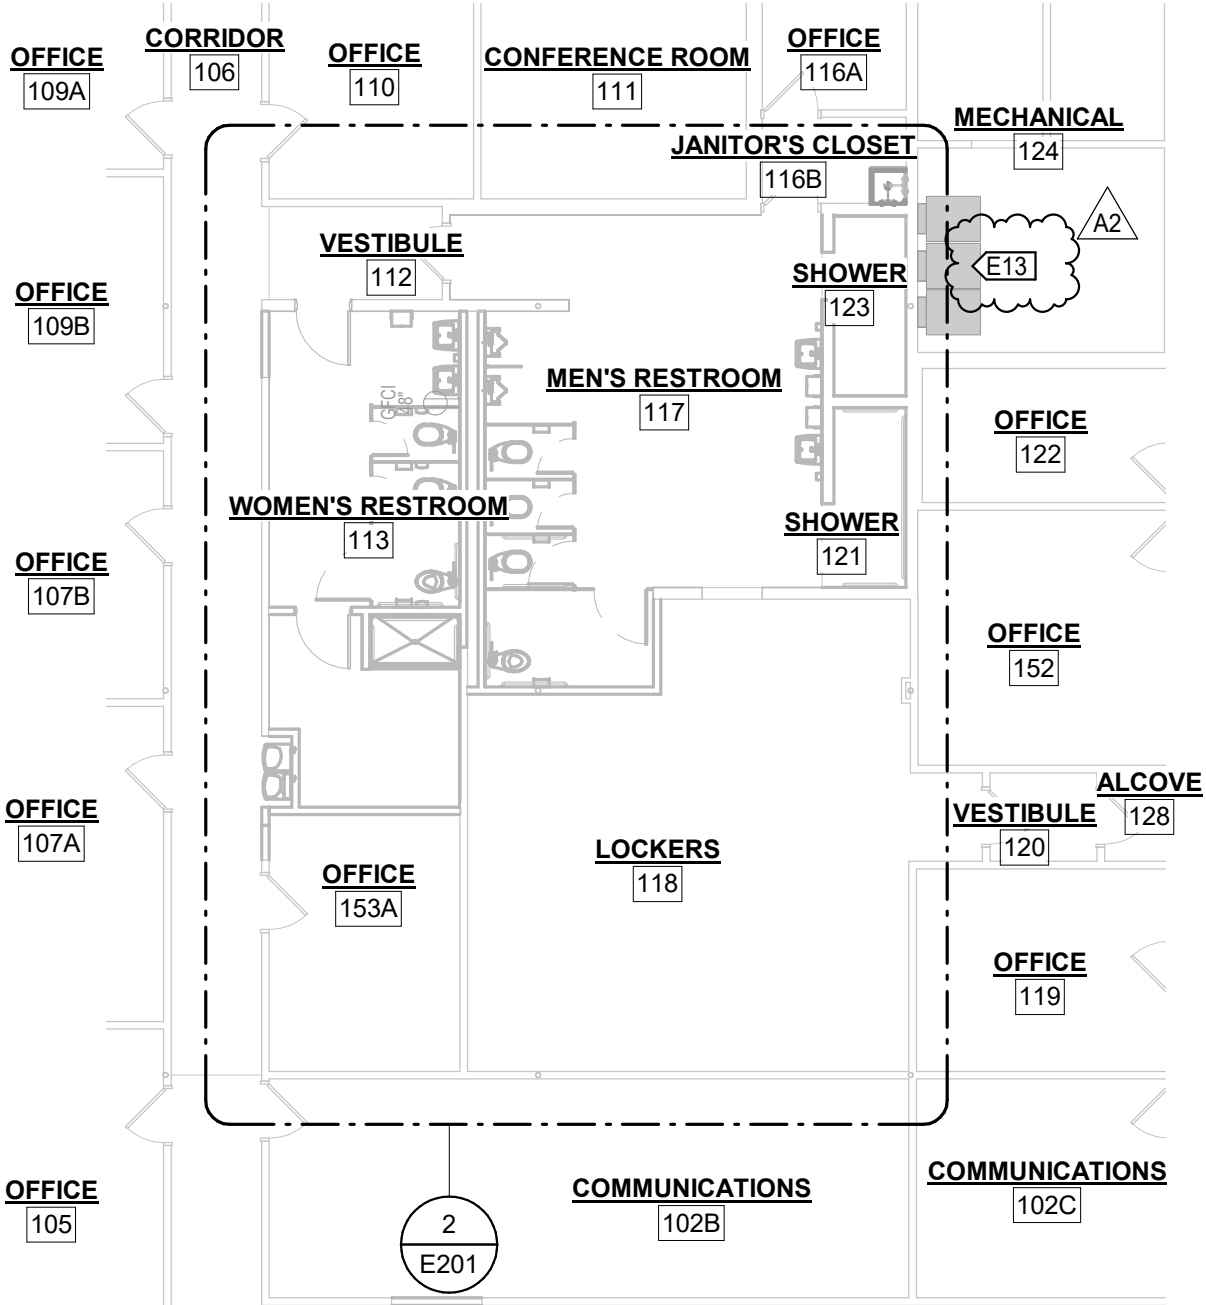 CORRIDOR
106
OFFICE
109A
OFFICE
110
CONFERENCE ROOM
111
OFFICE
116A
MECHANICAL
124
JANITOR'S CLOSET
116B
A2
VESTIBULE
112
E13
SHOWER
123
OFFICE
109B
MEN'S RESTROOM
117
GFCI
48"
OFFICE
122
WOMEN'S RESTROOM
113
SHOWER
121
OFFICE
107B
OFFICE
152
OFFICE
107A
ALCOVE
128
VESTIBULE
120
LOCKERS
118
OFFICE
153A
OFFICE
119
OFFICE
105
COMMUNICATIONS
102B
COMMUNICATIONS
102C
2
E201